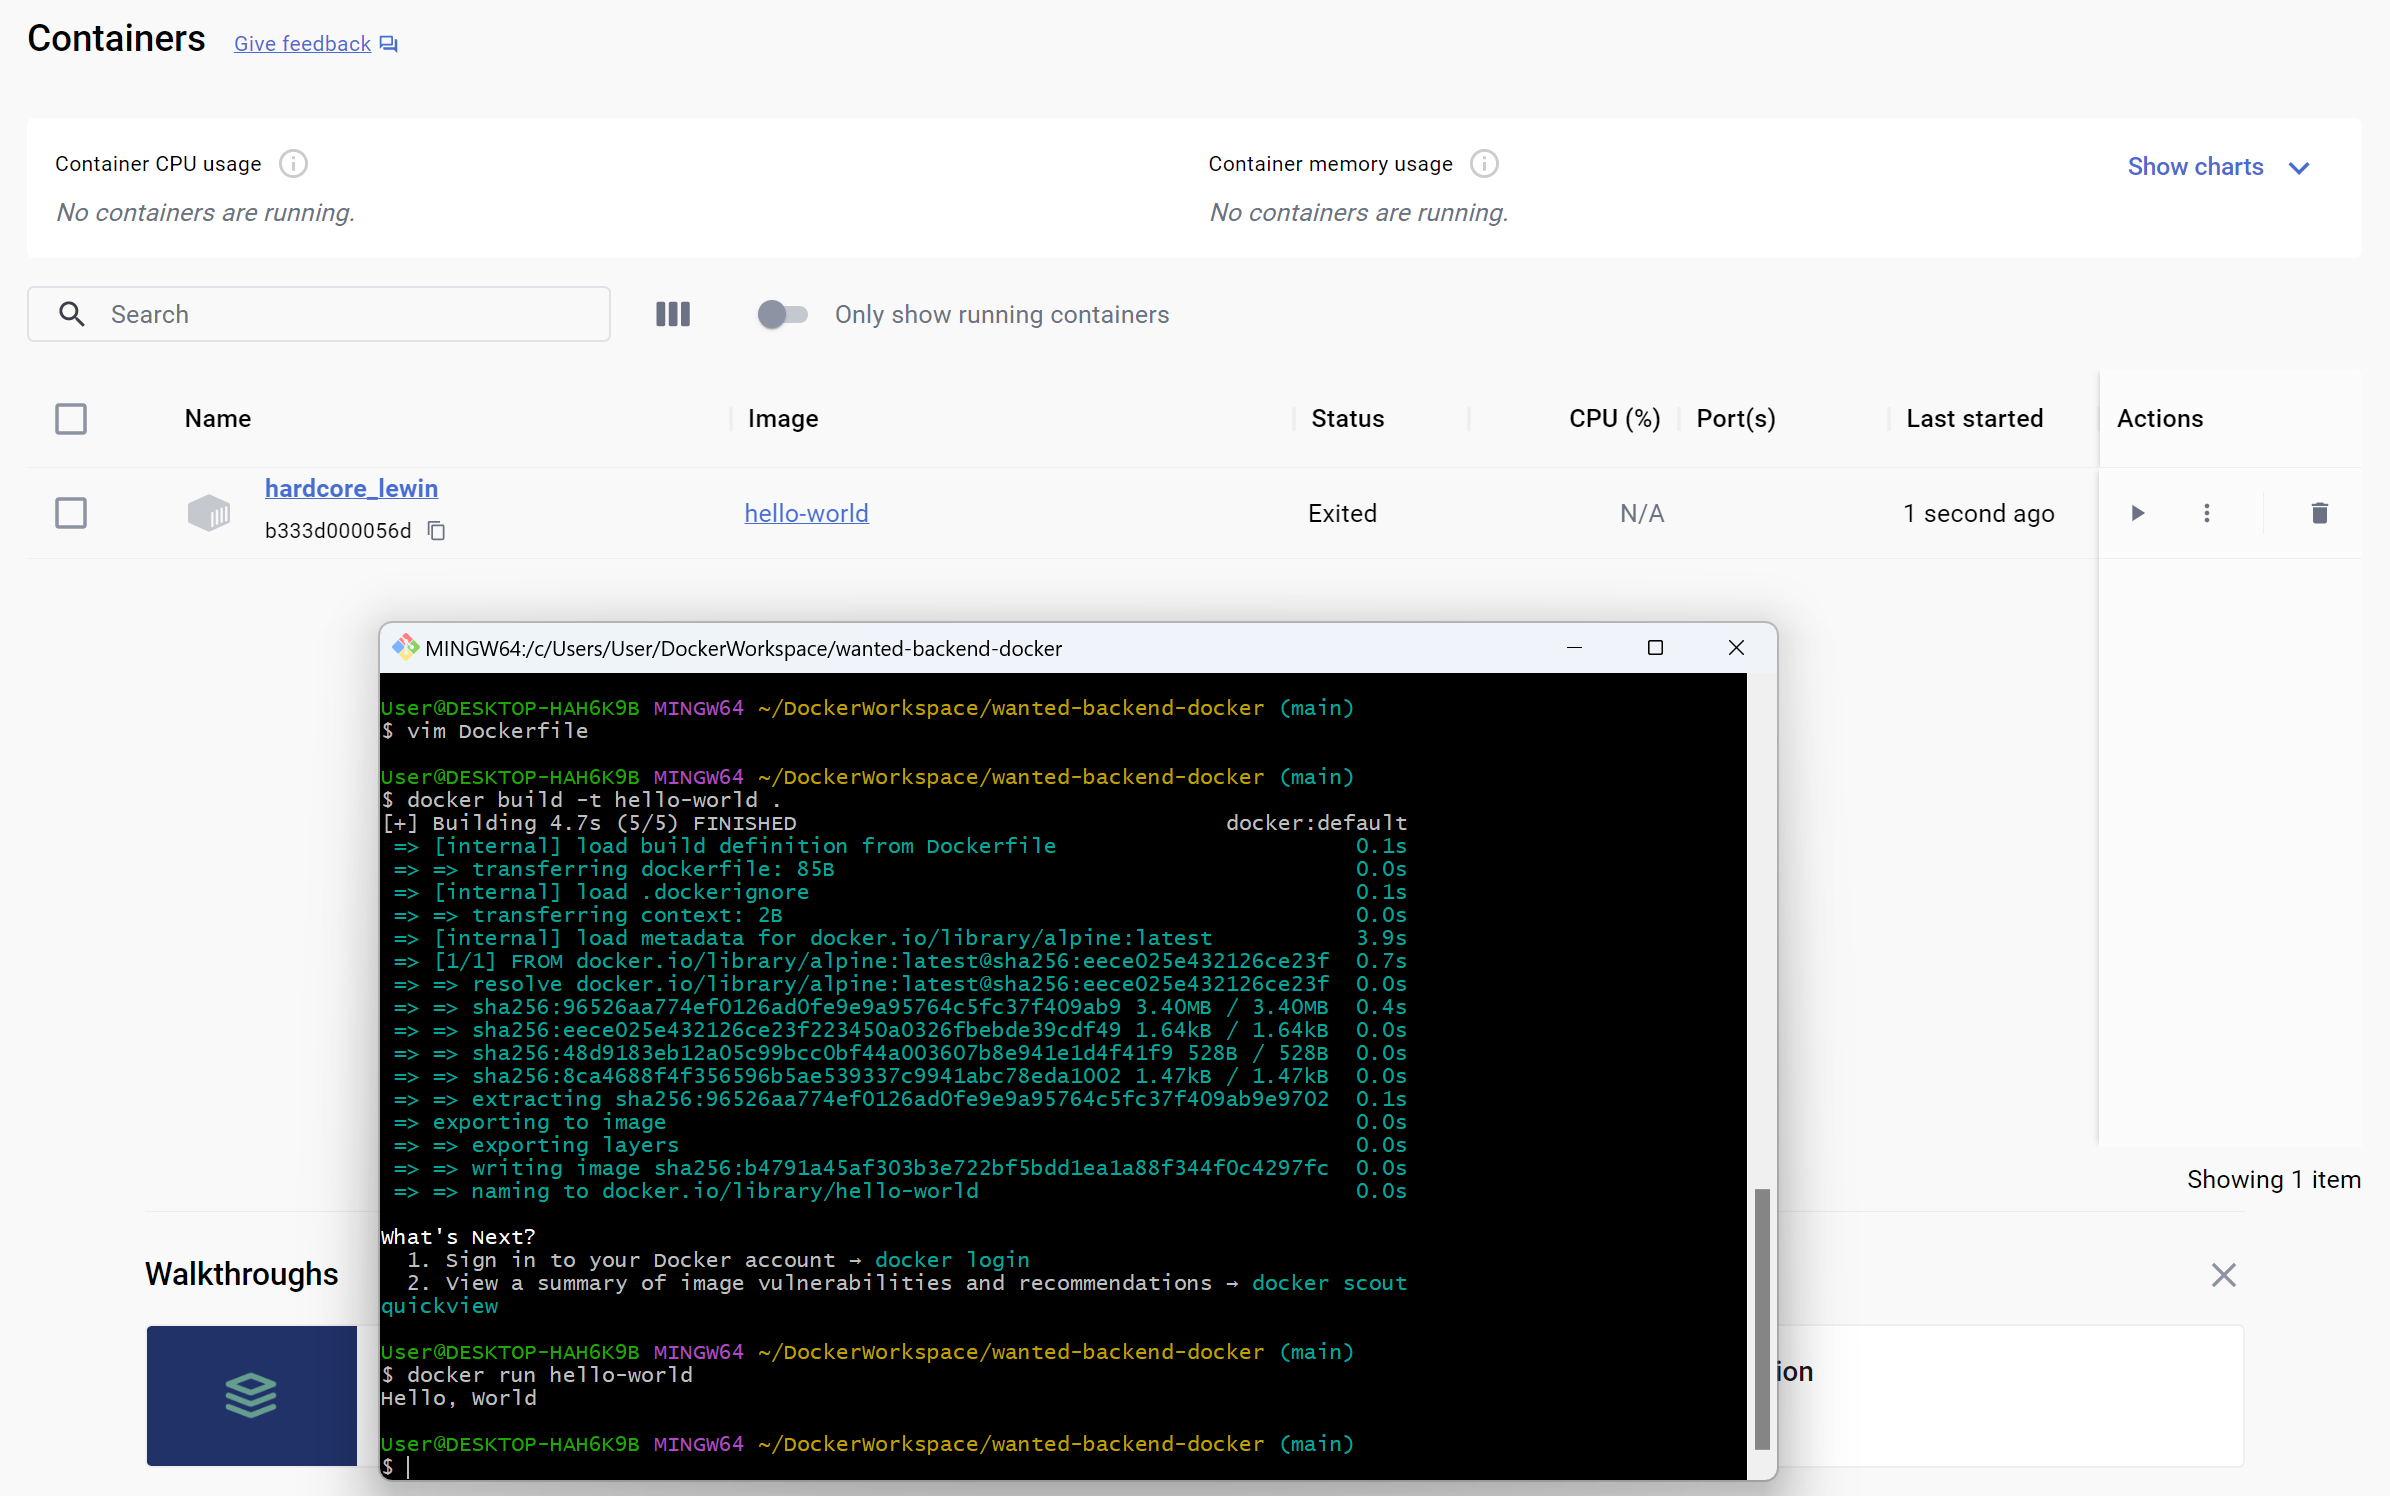 Containers
Give feedback
Container CPU usage
No containers are running.
Container memory usage
No containers are running.
Show charts
Search
Only show running containers
Name Image Status CPU (%) Port(s) Last started Actions
hardcore_lewin
b333d000056d
hello-world
Exited
N/A
1 second ago
MINGW64:/c/Users/User/DockerWorkspace/wanted-backend-docker
User@DESKTOP-HAH6K9B MINGW64 ~/DockerWorkspace/wanted-backend-docker (main)
$ vim Dockerfile
User@DESKTOP-HAH6K9B MINGW64 ~/DockerWorkspace/wanted-backend-docker (main)
$ docker build -t hello-world .
[+] Building 4.7s (5/5) FINISHED docker:default
=> [internal] load build definition from Dockerfile 0.1s
=> => transferring dockerfile: 85B 0.0s
=> [internal] load .dockerignore 0.1s
=> => transferring context: 2B 0.0s
=> [internal] load metadata for docker.io/library/alpine:latest 3.9s
=> [1/1] FROM docker.io/library/alpine:latest@sha256:eece025e432126ce23f 0.7s
=> => resolve docker.io/library/alpine:latest@sha256:eece025e432126ce23f 0.0s
=> => sha256:96526aa774ef0126ad0fe9e9a95764c5fc37f409ab9 3.40MB / 3.40MB 0.4s
=> => sha256:eece025e432126ce23f223450a0326fbebde39cdf49 1.64kB / 1.64kB 0.0s
=> => sha256:48d9183eb12a05c99bcc0bf44a003607b8e941e1d4f41f9 528B / 528B 0.0s
=> => sha256:8ca4688f4f356596b5ae539337c9941abc78eda1002 1.47kB / 1.47kB 0.0s
=> => extracting sha256:96526aa774ef0126ad0fe9e9a95764c5fc37f409ab9e9702 0.1s
=> exporting to image 0.0s
=> => exporting layers 0.0s
=> => writing image sha256:b4791a45af303b3e722bf5bdd1ea1a88f344f0c4297fc 0.0s
=> => naming to docker.io/library/hello-world 0.0s
What's Next?
1. Sign in to your Docker account → docker login
2. View a summary of image vulnerabilities and recommendations → docker scout
quickview
User@DESKTOP-HAH6K9B MINGW64 ~/DockerWorkspace/wanted-backend-docker (main)
$ docker run hello-world
Hello, World
User@DESKTOP-HAH6K9B MINGW64 ~/DockerWorkspace/wanted-backend-docker (main)
$
Showing 1 item
Walkthroughs
ion